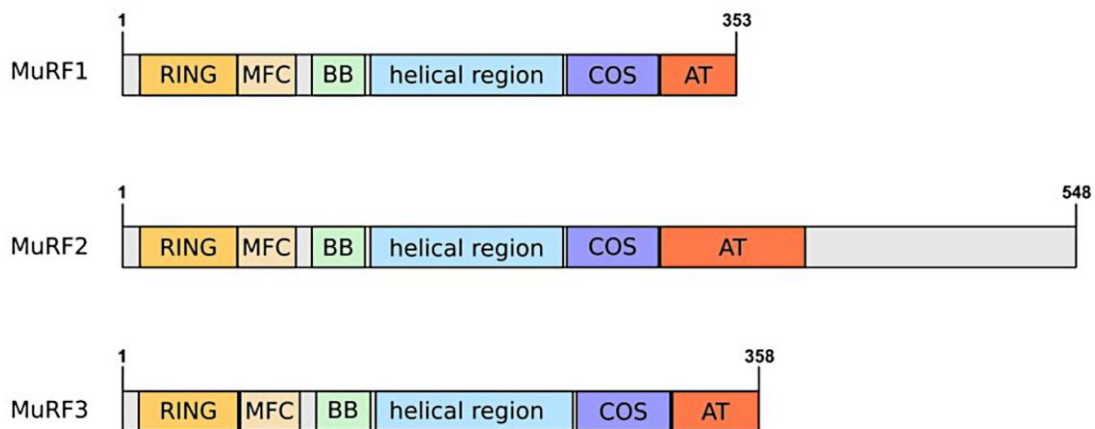 1 353
MuRF1 RING MFC BB helical region COS AT
1 548
MuRF2 RING MFC BB helical region COS AT
1 358
MuRF3 RING MFC BB helical region COS AT